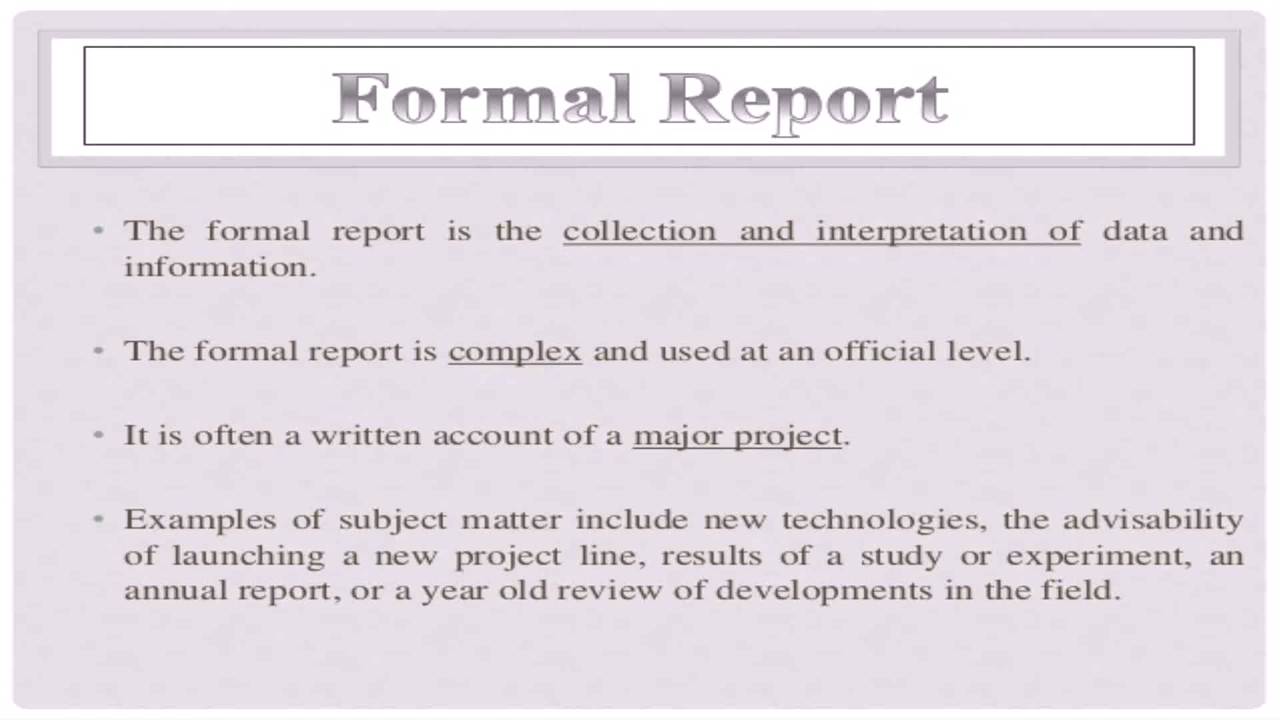 Formal Report
• The formal report is the collection and interpretation of data and
information.
• The formal report is complex and used at an official level.
• It is often a written account of a major project.
• Examples of subject matter include new technologies, the advisability
of launching a new project line, results of a study or experiment, an
annual report, or a year old review of developments in the field.